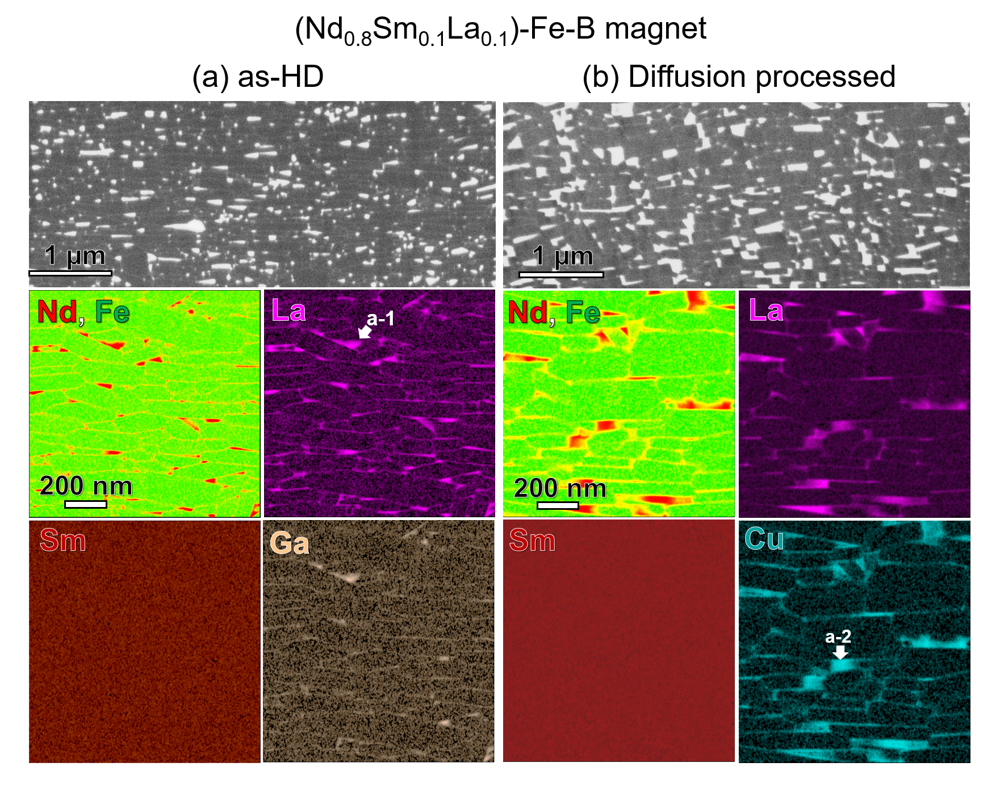 (Nd0.8Sm0.1La0.1)-Fe-B magnet
(a) as-HD
(b) Diffusion processed
1 µm
1 µm
Nd, Fe
La
a-1
Nd, Fe
La
200 nm
200 nm
Sm
Ga
Sm
Cu
a-2